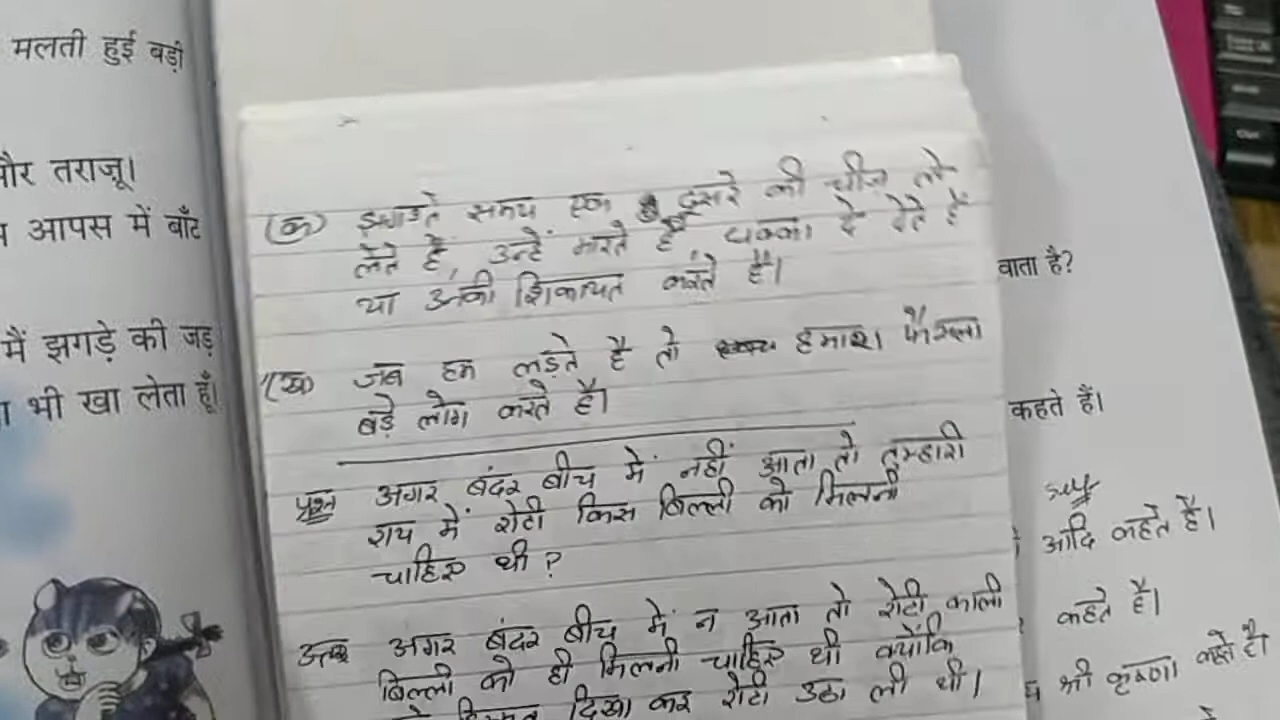 मलती हुई बड़ी
और तराजू।
आपस में बाँट
में झगड़े की जड़
भी खा लेता हूँ।
(क) झगड़ते समय एक दूसरे की चीज ले
लेते है, उन्हें मारते है, धक्का दे देते हैं
या उनकी शिकायत करते है।
(ख) जब हम लड़ते है तो हमारा फैसला
बड़े लोग करते है।
प्रश्न अगर बंदर बीच में नहीं आता तो तुम्हारी
राय में रोटी किस बिल्ली को मिलनी
चाहिए थी?
उत्तर अगर बंदर बीच में न आता तो रोटी काली
बिल्ली को ही मिलनी चाहिए थी क्योंकि
दिखा कर रोटी उठा ली थी।
वाता है?
कहते हैं।
self
आदि कहते है।
कहते है।
श्री कृष्णा कहते है।